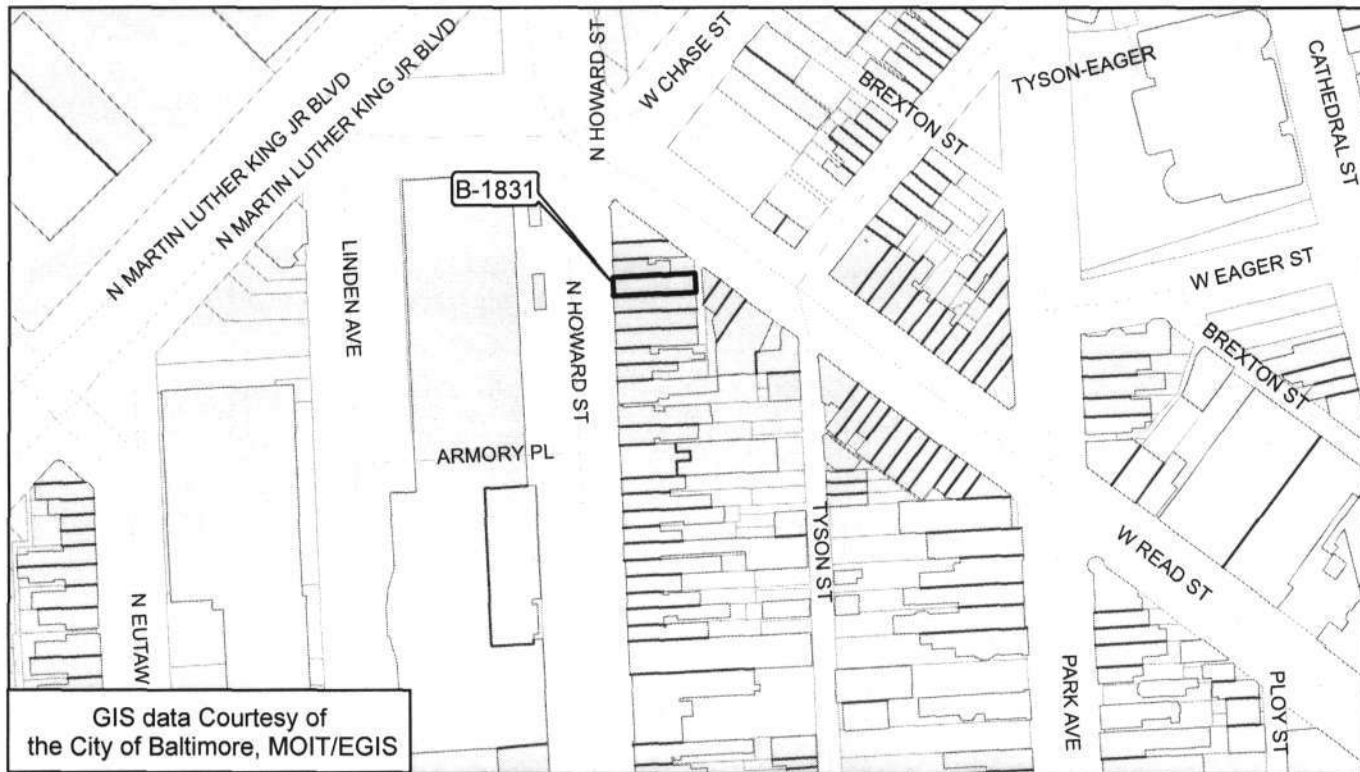 N HOWARD ST
W CHASE ST
BREXTON ST
TYSON-EAGER
CATHEDRAL ST
N MARTIN LUTHER KING JR BLVD
N MARTIN LUTHER KING JR BLVD
B-1831
LINDEN AVE
N HOWARD ST
W EAGER ST
BREXTON ST
ARMORY PL
TYSON ST
W READ ST
N EUTAW
PARK AVE
PLOY ST
GIS data Courtesy of
the City of Baltimore, MOIT/EGIS